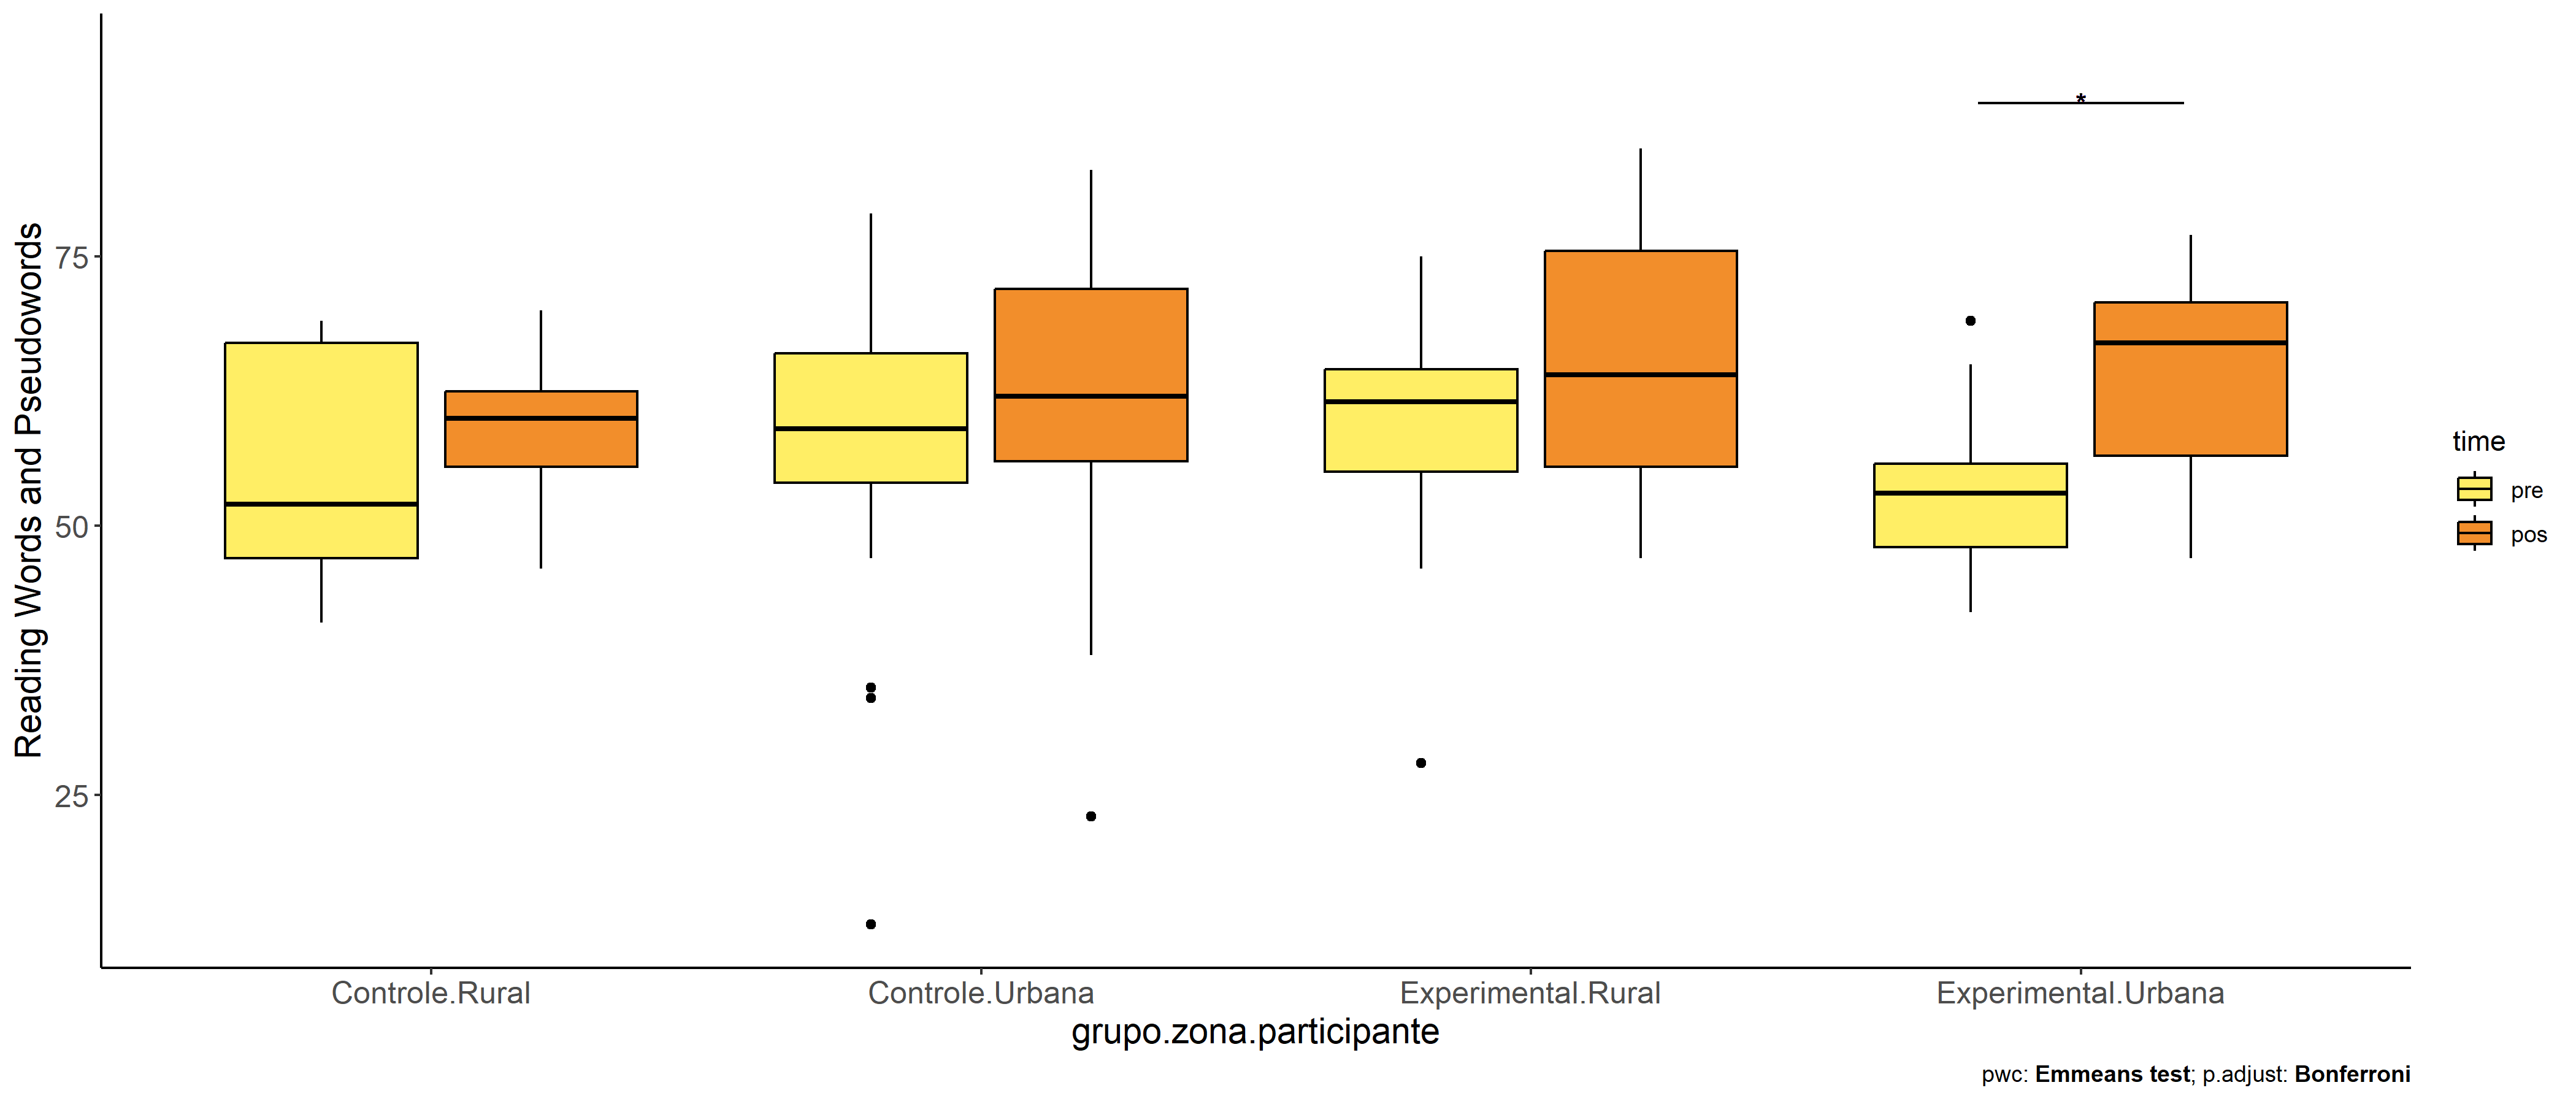 Reading Words and Pseudowords
75
50
25
*
Controle.Rural
Controle.Urbana
Experimental.Rural
Experimental.Urbana
grupo.zona.participante
time
pre
pos
pwc: Emmeans test; p.adjust: Bonferroni